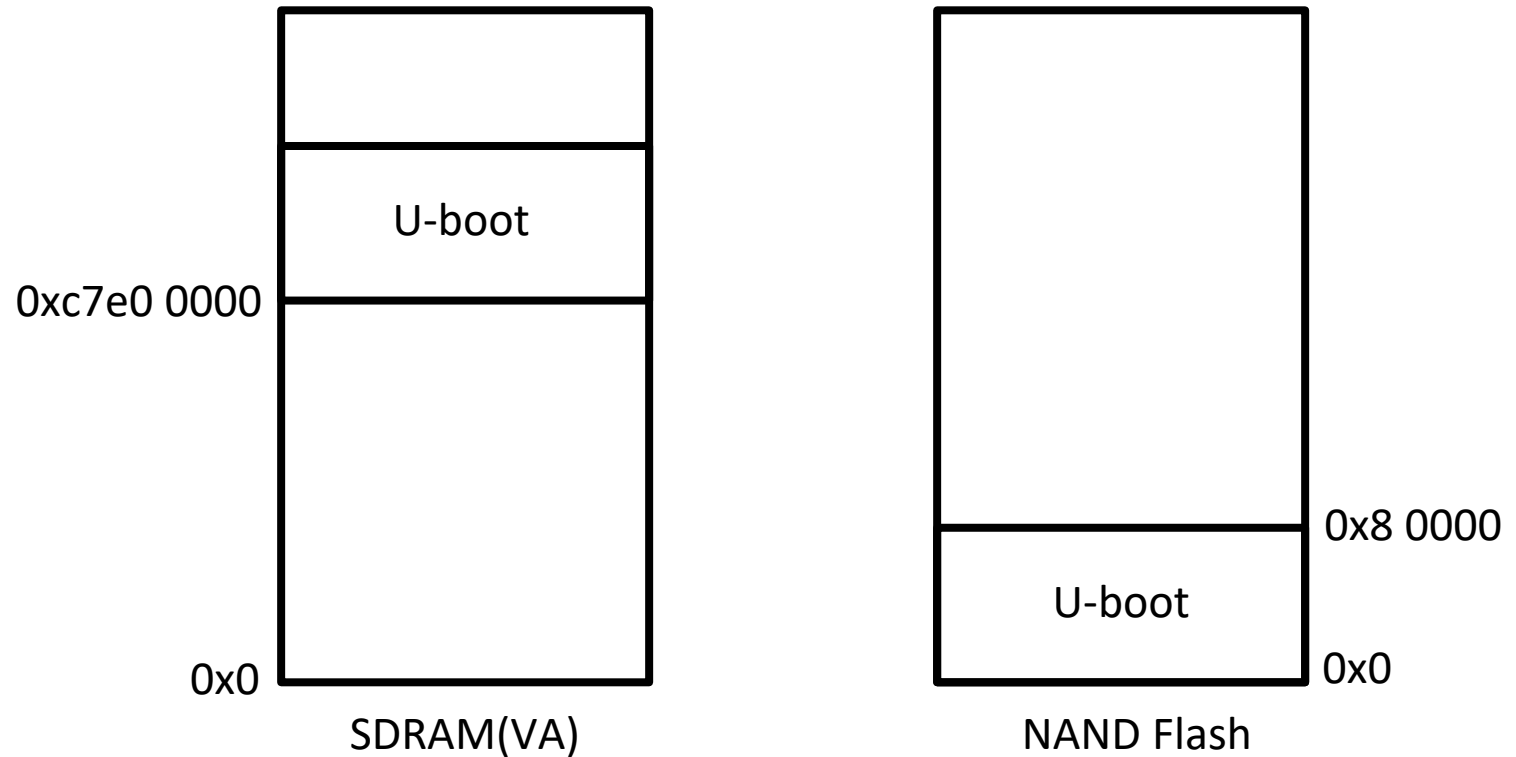 U-boot
0xc7e0 0000
0x0
SDRAM(VA)
0x8 0000
U-boot
0x0
NAND Flash